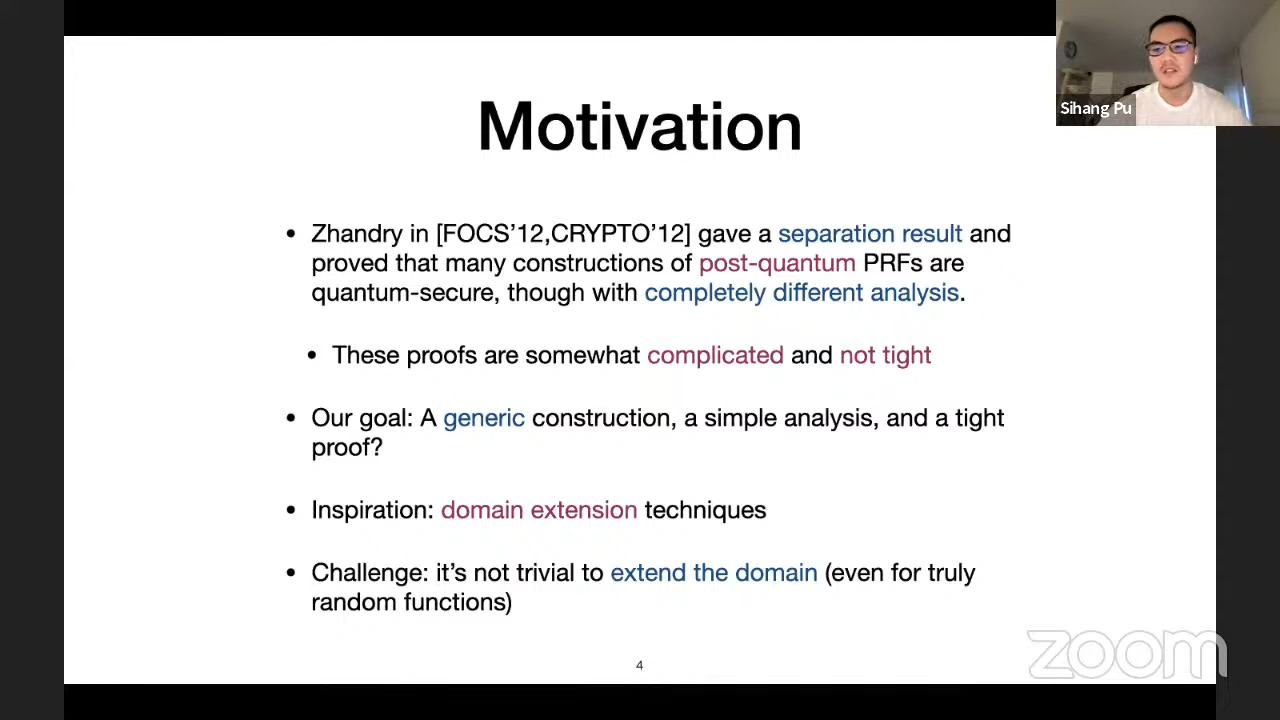 Sihang Pu
Motivation
• Zhandry in [FOCS’12,CRYPTO’12] gave a separation result and
proved that many constructions of post-quantum PRFs are
quantum-secure, though with completely different analysis.
• These proofs are somewhat complicated and not tight
• Our goal: A generic construction, a simple analysis, and a tight
proof?
• Inspiration: domain extension techniques
• Challenge: it’s not trivial to extend the domain (even for truly
random functions)
4
zoom